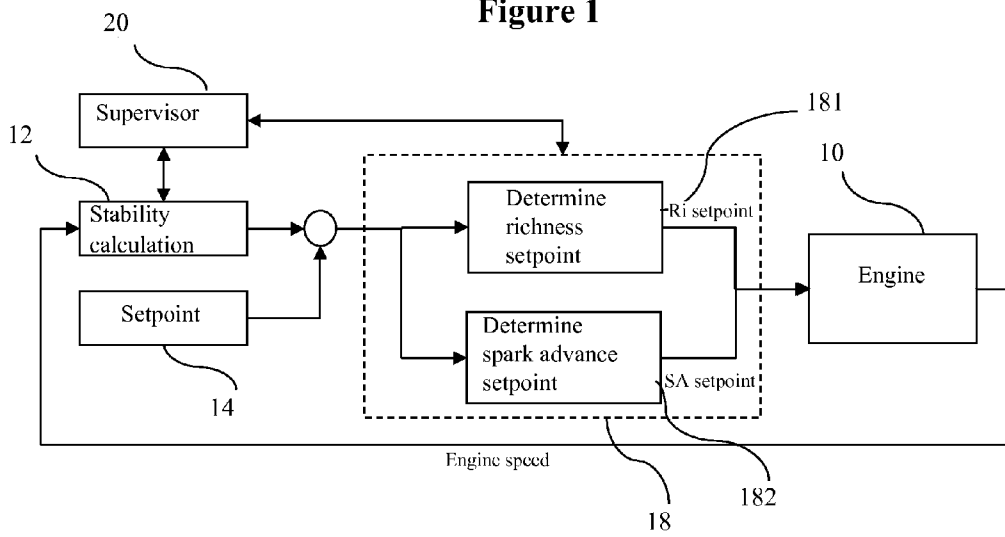 Figure 1
20
Supervisor
181
12
10
Determine
richness
setpoint
Ri setpoint
Stability
calculation
Engine
Setpoint
Determine
spark advance
setpoint
SA setpoint
14
Engine speed
182
18